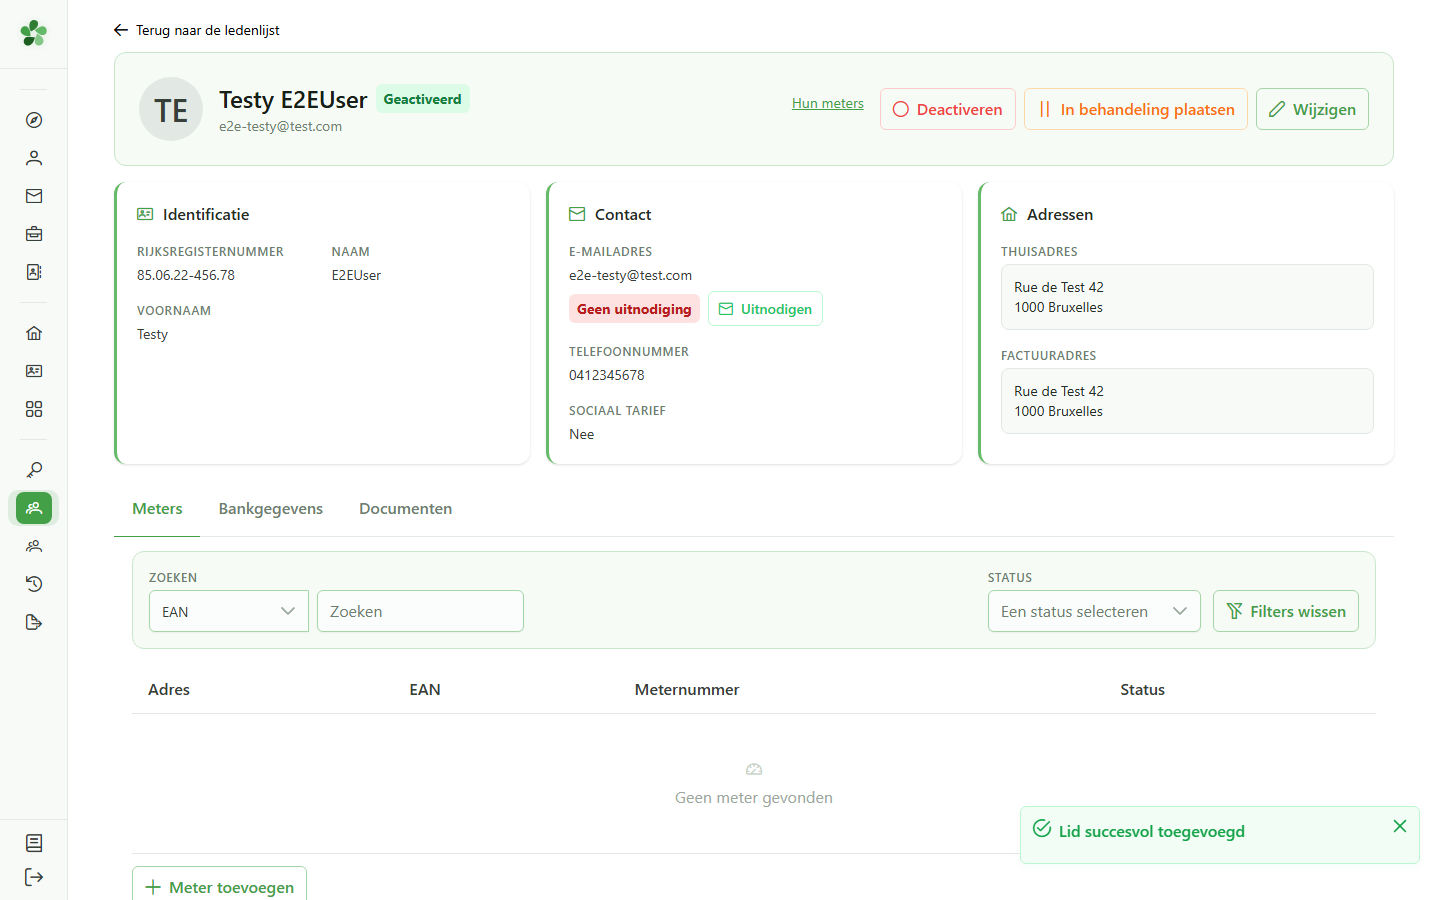 Terug naar de ledenlijst
TE
Testy E2EUser
Geactiveerd
e2e-testy@test.com
Hun meters
Deactiveren
In behandeling plaatsen
Wijzigen
Identificatie
RIJKSREGISTERNUMMER
NAAM
85.06.22-456.78
E2EUser
VOORNAAM
Testy
Contact
E-MAILADRES
e2e-testy@test.com
Geen uitnodiging
Uitnodigen
TELEFOONNUMMER
0412345678
SOCIAAL TARIEF
Nee
Adressen
THUISADRES
Rue de Test 42
1000 Bruxelles
FACTUURADRES
Rue de Test 42
1000 Bruxelles
Meters
Bankgegevens
Documenten
ZOEKEN
EAN
Zoeken
STATUS
Een status selecteren
Filters wissen
Adres
EAN
Meternummer
Status
Geen meter gevonden
Lid succesvol toegevoegd
Meter toevoegen